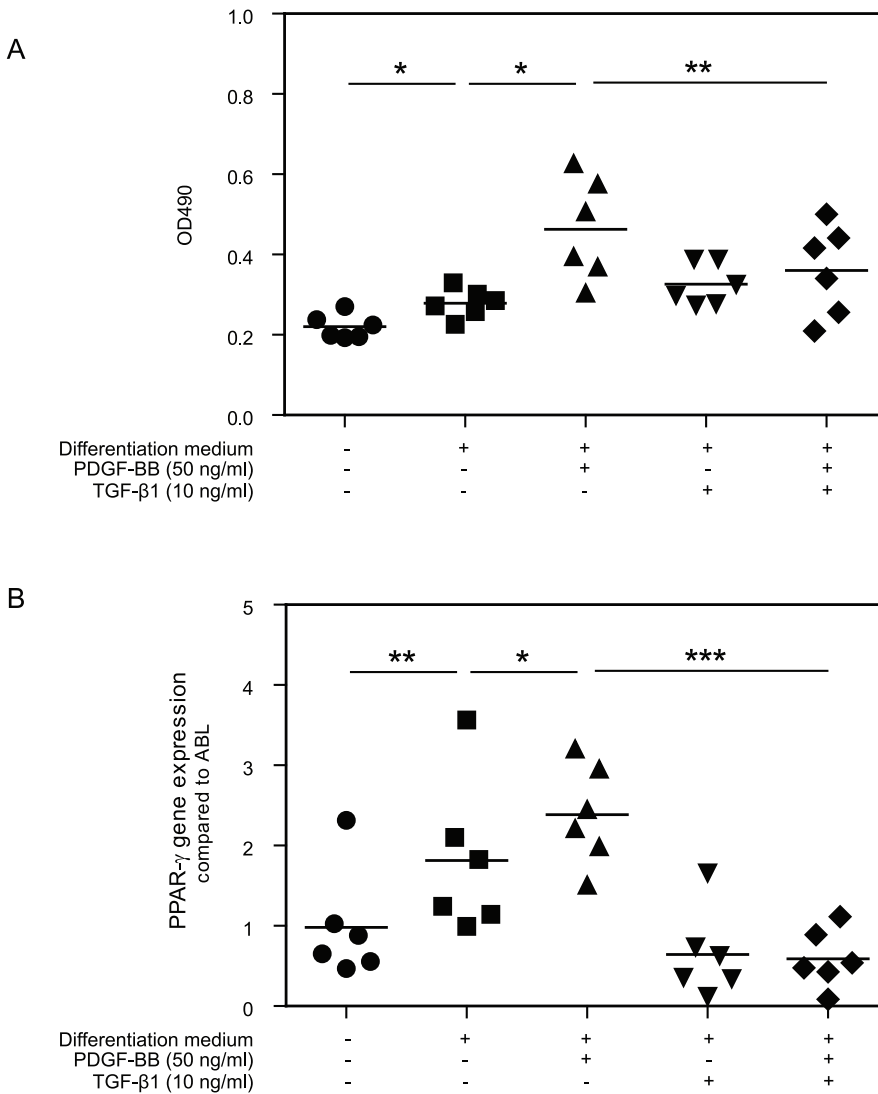 A
1.0
* * **
0.8
0.6
OD490
0.4
0.2
0.0
Differentiation medium - + + + +
PDGF-BB (50 ng/ml) - - + - +
TGF-β1 (10 ng/ml) - - - + +
B
5
** * ***
4
3
PPAR-γ gene expression
compared to ABL
2
1
0
Differentiation medium - + + + +
PDGF-BB (50 ng/ml) - - + - +
TGF-β1 (10 ng/ml) - - - + +